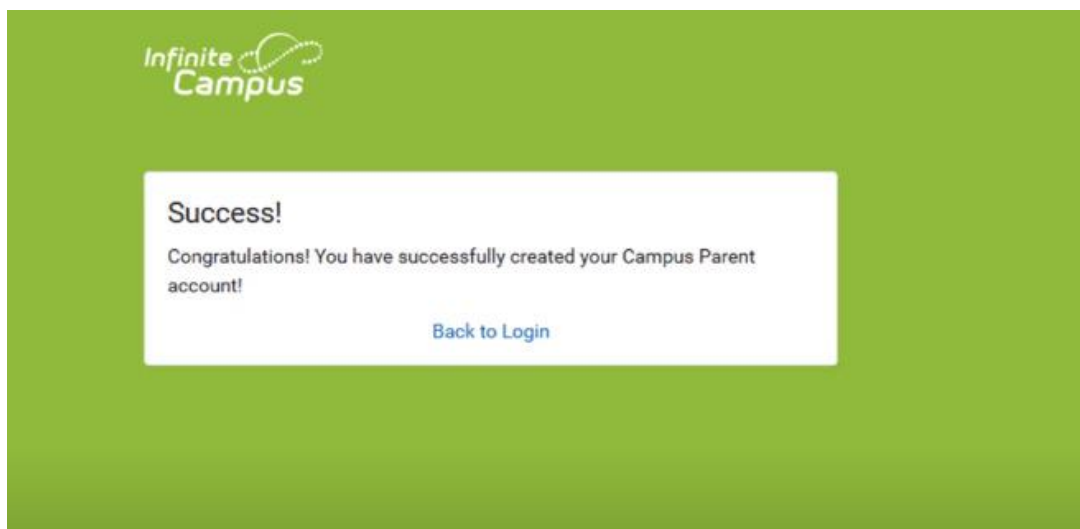 Infinite
Campus
Success!
Congratulations! You have successfully created your Campus Parent
account!
Back to Login